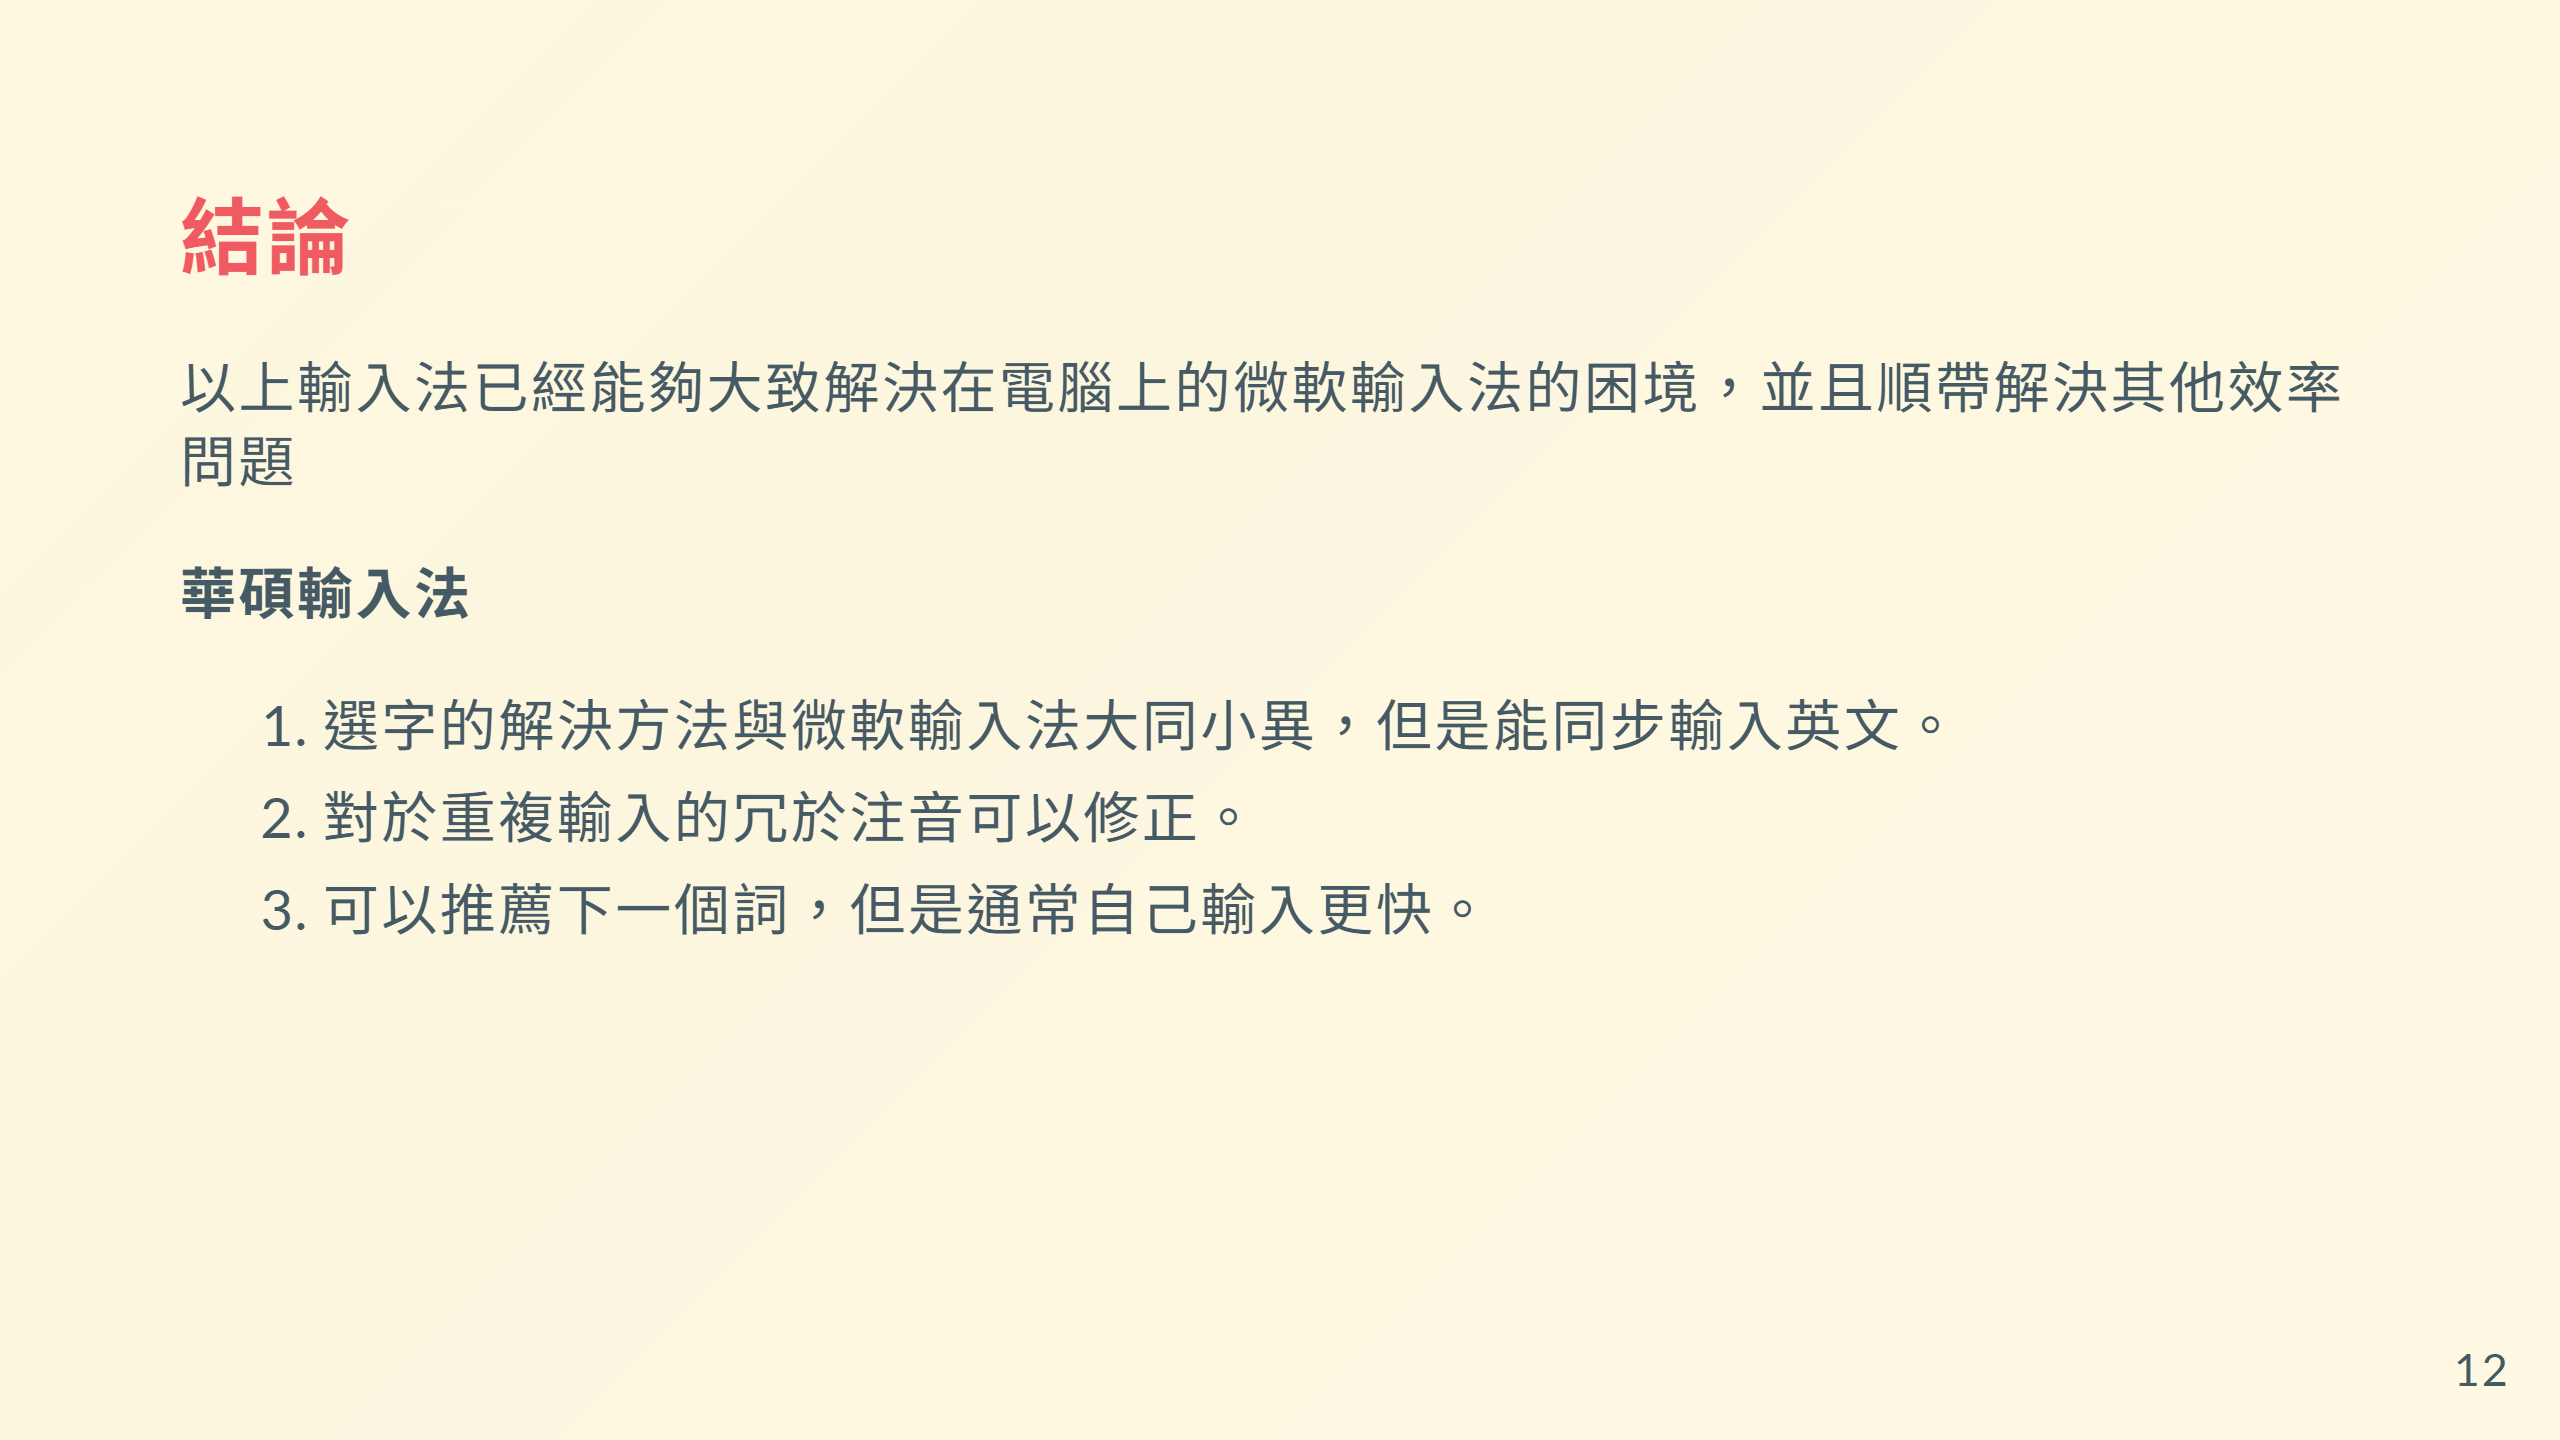 結論
以上輸入法已經能夠大致解決在電腦上的微軟輸入法的困境，並且順帶解決其他效率
問題
華碩輸入法
1. 選字的解決方法與微軟輸入法大同小異，但是能同步輸入英文。
2. 對於重複輸入的冗於注音可以修正。
3. 可以推薦下一個詞，但是通常自己輸入更快。
12